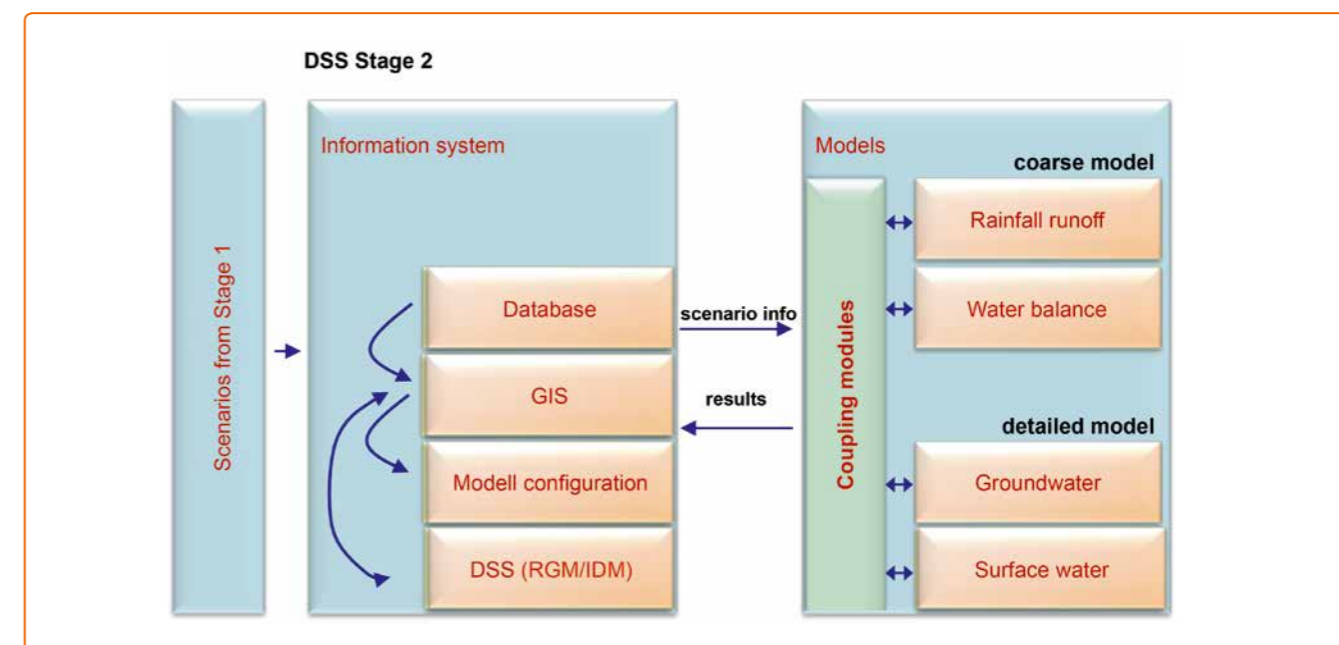 DSS Stage 2
Scenarios from Stage 1
Information system
Database
GIS
Modell configuration
DSS (RGM/IDM)
scenario info
results
Models
Coupling modules
coarse model
Rainfall runoff
Water balance
detailed model
Groundwater
Surface water